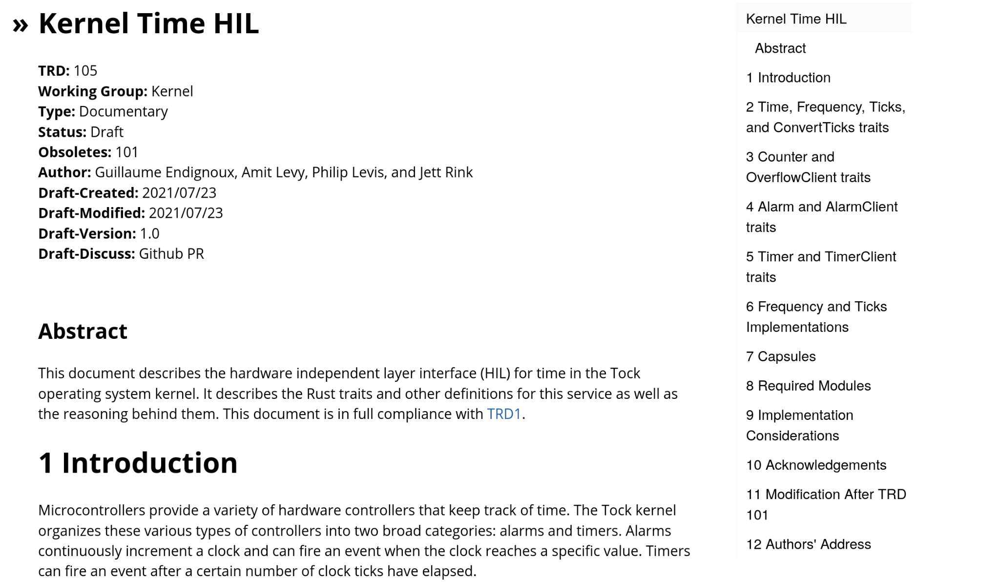 » Kernel Time HIL
TRD: 105
Working Group: Kernel
Type: Documentary
Status: Draft
Obsoletes: 101
Author: Guillaume Endignoux, Amit Levy, Philip Levis, and Jett Rink
Draft-Created: 2021/07/23
Draft-Modified: 2021/07/23
Draft-Version: 1.0
Draft-Discuss: Github PR
Abstract
This document describes the hardware independent layer interface (HIL) for time in the Tock
operating system kernel. It describes the Rust traits and other definitions for this service as well as
the reasoning behind them. This document is in full compliance with TRD1.
1 Introduction
Microcontrollers provide a variety of hardware controllers that keep track of time. The Tock kernel
organizes these various types of controllers into two broad categories: alarms and timers. Alarms
continuously increment a clock and can fire an event when the clock reaches a specific value. Timers
can fire an event after a certain number of clock ticks have elapsed.
Kernel Time HIL
Abstract
1 Introduction
2 Time, Frequency, Ticks,
and ConvertTicks traits
3 Counter and
OverflowClient traits
4 Alarm and AlarmClient
traits
5 Timer and TimerClient
traits
6 Frequency and Ticks
Implementations
7 Capsules
8 Required Modules
9 Implementation
Considerations
10 Acknowledgements
11 Modification After TRD
101
12 Authors' Address